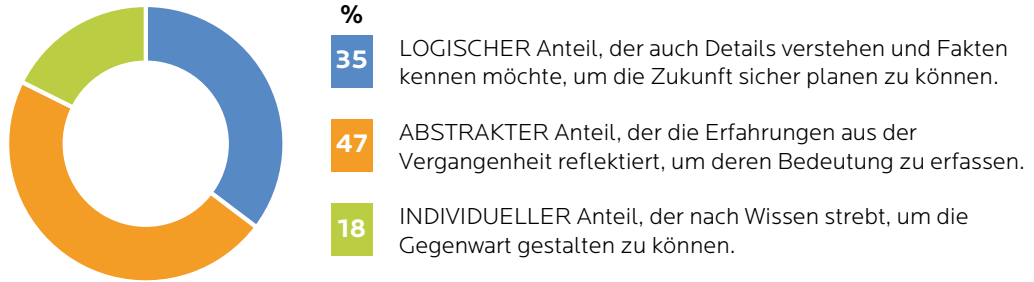 %
35
LOGISCHER Anteil, der auch Details verstehen und Fakten
kennen möchte, um die Zukunft sicher planen zu können.
47
ABSTRAKTER Anteil, der die Erfahrungen aus der
Vergangenheit reflektiert, um deren Bedeutung zu erfassen.
18
INDIVIDUELLER Anteil, der nach Wissen strebt, um die
Gegenwart gestalten zu können.